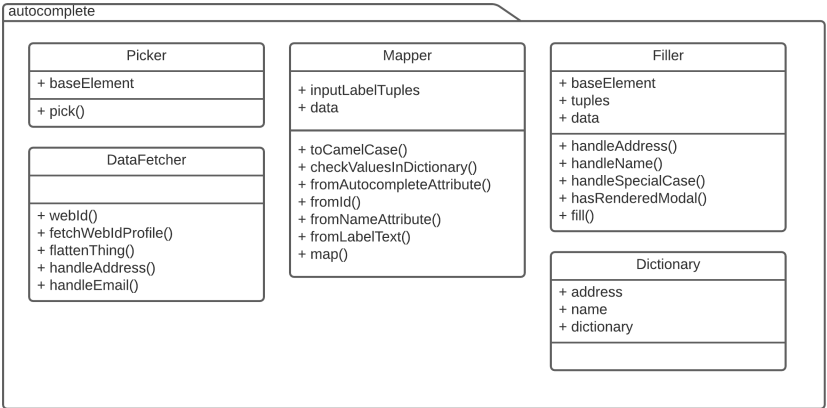 autocomplete
Picker
+ baseElement
+ pick()
DataFetcher
+ webId()
+ fetchWebIdProfile()
+ flattenThing()
+ handleAddress()
+ handleEmail()
Mapper
+ inputLabelTuples
+ data
+ toCamelCase()
+ checkValuesInDictionary()
+ fromAutocompleteAttribute()
+ fromId()
+ fromNameAttribute()
+ fromLabelText()
+ map()
Filler
+ baseElement
+ tuples
+ data
+ handleAddress()
+ handleName()
+ handleSpecialCase()
+ hasRenderedModal()
+ fill()
Dictionary
+ address
+ name
+ dictionary